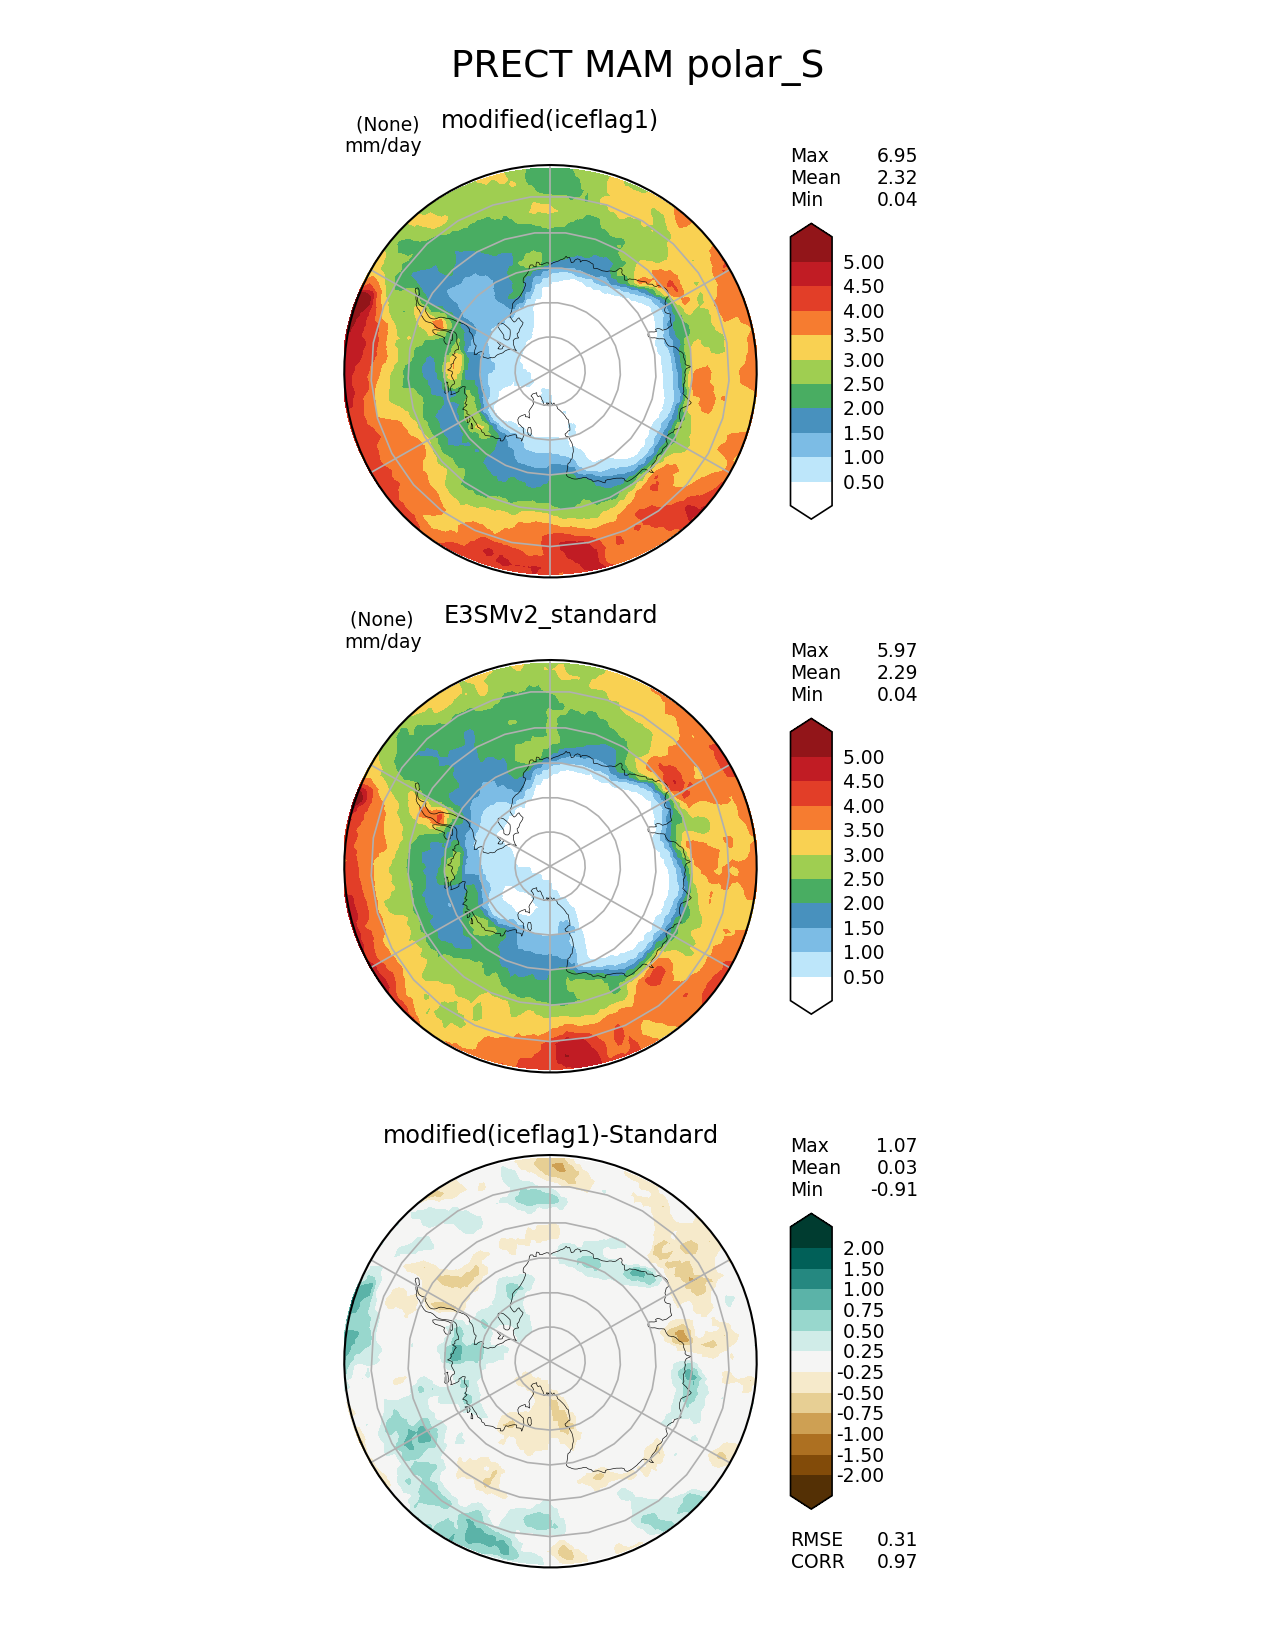 PRECT MAM polar_S
(None)
mm/day
modified(iceflag1)
Max 6.95
Mean 2.32
Min 0.04
5.00
4.50
4.00
3.50
3.00
2.50
2.00
1.50
1.00
0.50
(None)
mm/day
E3SMv2_standard
Max 5.97
Mean 2.29
Min 0.04
5.00
4.50
4.00
3.50
3.00
2.50
2.00
1.50
1.00
0.50
modified(iceflag1)-Standard
Max 1.07
Mean 0.03
Min -0.91
2.00
1.50
1.00
0.75
0.50
0.25
-0.25
-0.50
-0.75
-1.00
-1.50
-2.00
RMSE 0.31
CORR 0.97